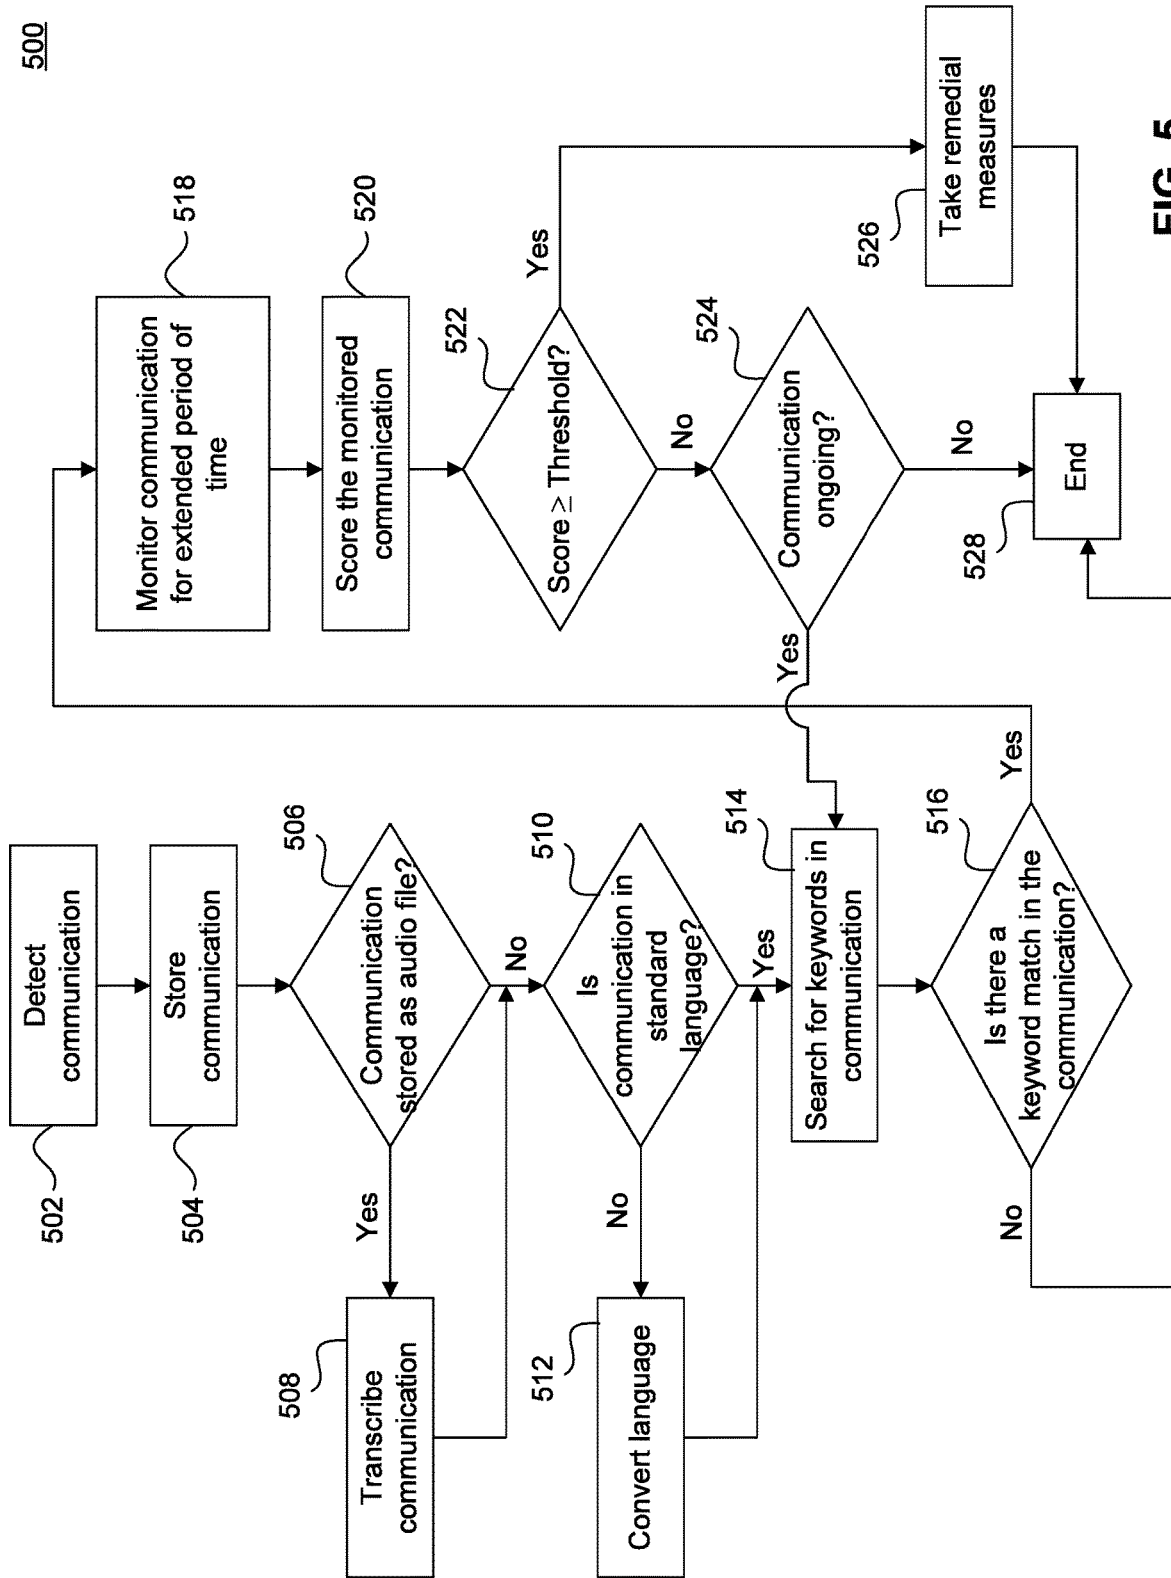 500
502
Detect
communication
504
Store
communication
506
Communication
stored as audio file?
Yes
No
508
Transcribe
communication
510
Is
communication in
standard
language?
No
Yes
512
Convert language
514
Search for keywords in
communication
516
Is there a
keyword match in the
communication?
No
Yes
518
Monitor communication
for extended period of
time
520
Score the monitored
communication
522
Score ≥ Threshold?
Yes
No
524
Communication
ongoing?
Yes
No
526
Take remedial
measures
528
End
FIG. 5